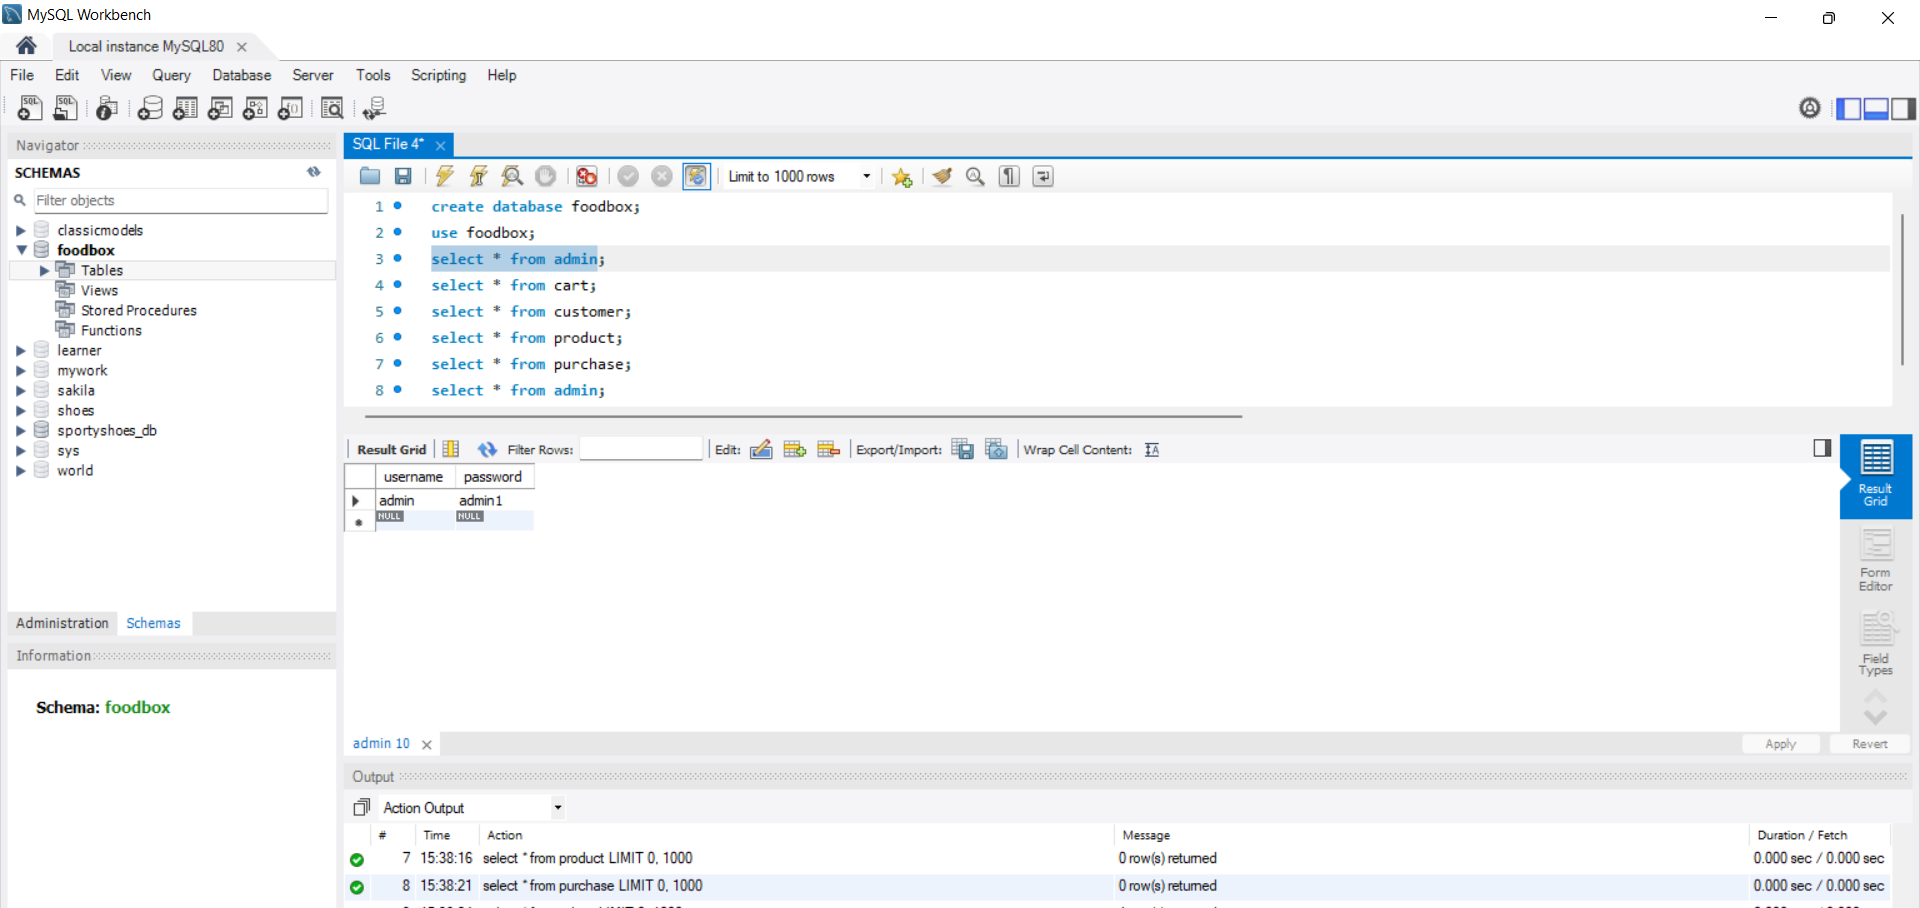 MySQL Workbench
Local instance MySQL80
File Edit View Query Database Server Tools Scripting Help
Navigator
SCHEMAS
Filter objects
classicmodels
foodbox
Tables
Views
Stored Procedures
Functions
learner
mywork
sakila
shoes
sportyshoes_db
sys
world
Administration Schemas
Information
Schema: foodbox
SQL File 4*
Limit to 1000 rows
1 create database foodbox;
2 use foodbox;
3 select * from admin;
4 select * from cart;
5 select * from customer;
6 select * from product;
7 select * from purchase;
8 select * from admin;
Result Grid Filter Rows: Edit: Export/Import: Wrap Cell Content:
username password
admin admin1
NULL NULL
Result Grid
Form Editor
Field Types
admin 10
Apply Revert
Output
Action Output
# Time Action Message Duration / Fetch
7 15:38:16 select * from product LIMIT 0, 1000 0 row(s) returned 0.000 sec / 0.000 sec
8 15:38:21 select * from purchase LIMIT 0, 1000 0 row(s) returned 0.000 sec / 0.000 sec